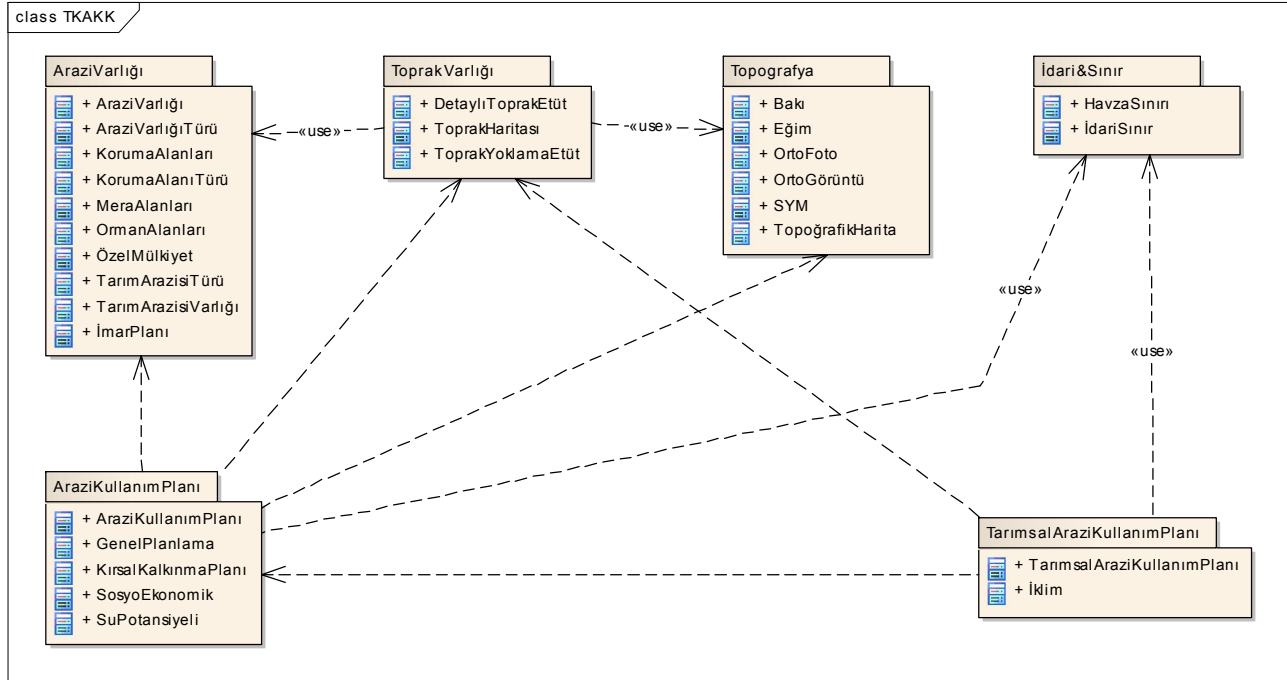 class TKAKK
AraziVarlığı
+ AraziVarlığı
+ AraziVarlığıTürü
+ KorumaAlanları
+ KorumaAlanıTürü
+ MeraAlanları
+ OrmanAlanları
+ ÖzelMülkiyet
+ TarımArazisiTürü
+ TarımArazisiVarlığı
+ İmarPlanı
«use»
ToprakVarlığı
+ DetaylıToprakEtüt
+ ToprakHaritası
+ ToprakYoklamaEtüt
«use»
Topografya
+ Bakı
+ Eğim
+ OrtoFoto
+ OrtoGörüntü
+ SYM
+ TopoğrafikHarita
İdari&Sınır
+ HavzaSınırı
+ İdariSınır
«use»
«use»
AraziKullanımPlanı
+ AraziKullanımPlanı
+ GenelPlanlama
+ KırsalKalkınmaPlanı
+ SosyoEkonomik
+ SuPotansiyeli
TarımsalAraziKullanımPlanı
+ TarımsalAraziKullanımPlanı
+ İklim